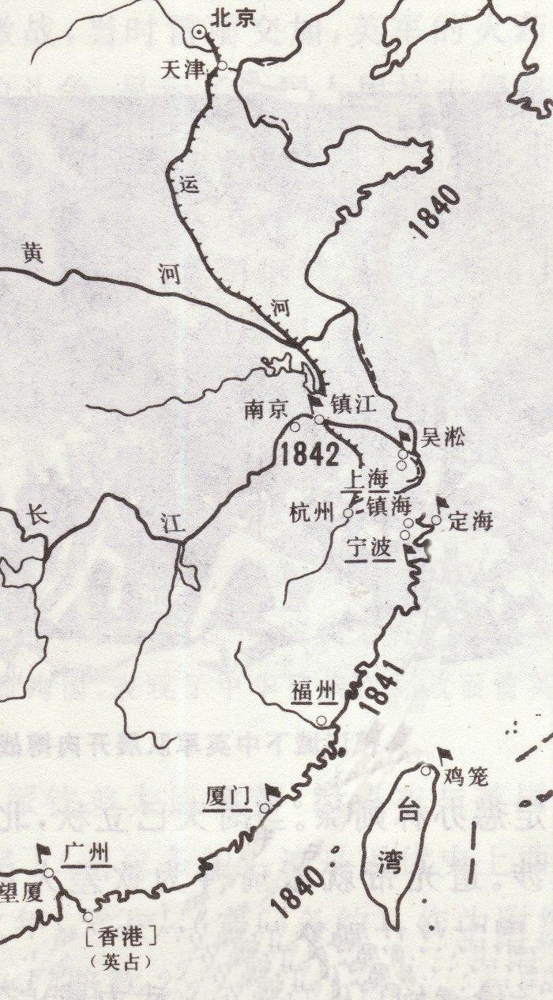 北京
天津
运
1840
黄
河
河
南京
镇江
1842
吴淞
上海
长
江
杭州
镇海
定海
宁波
1841
福州
鸡笼
厦门
台
湾
广州
望厦
1840
[香港]
(英占)